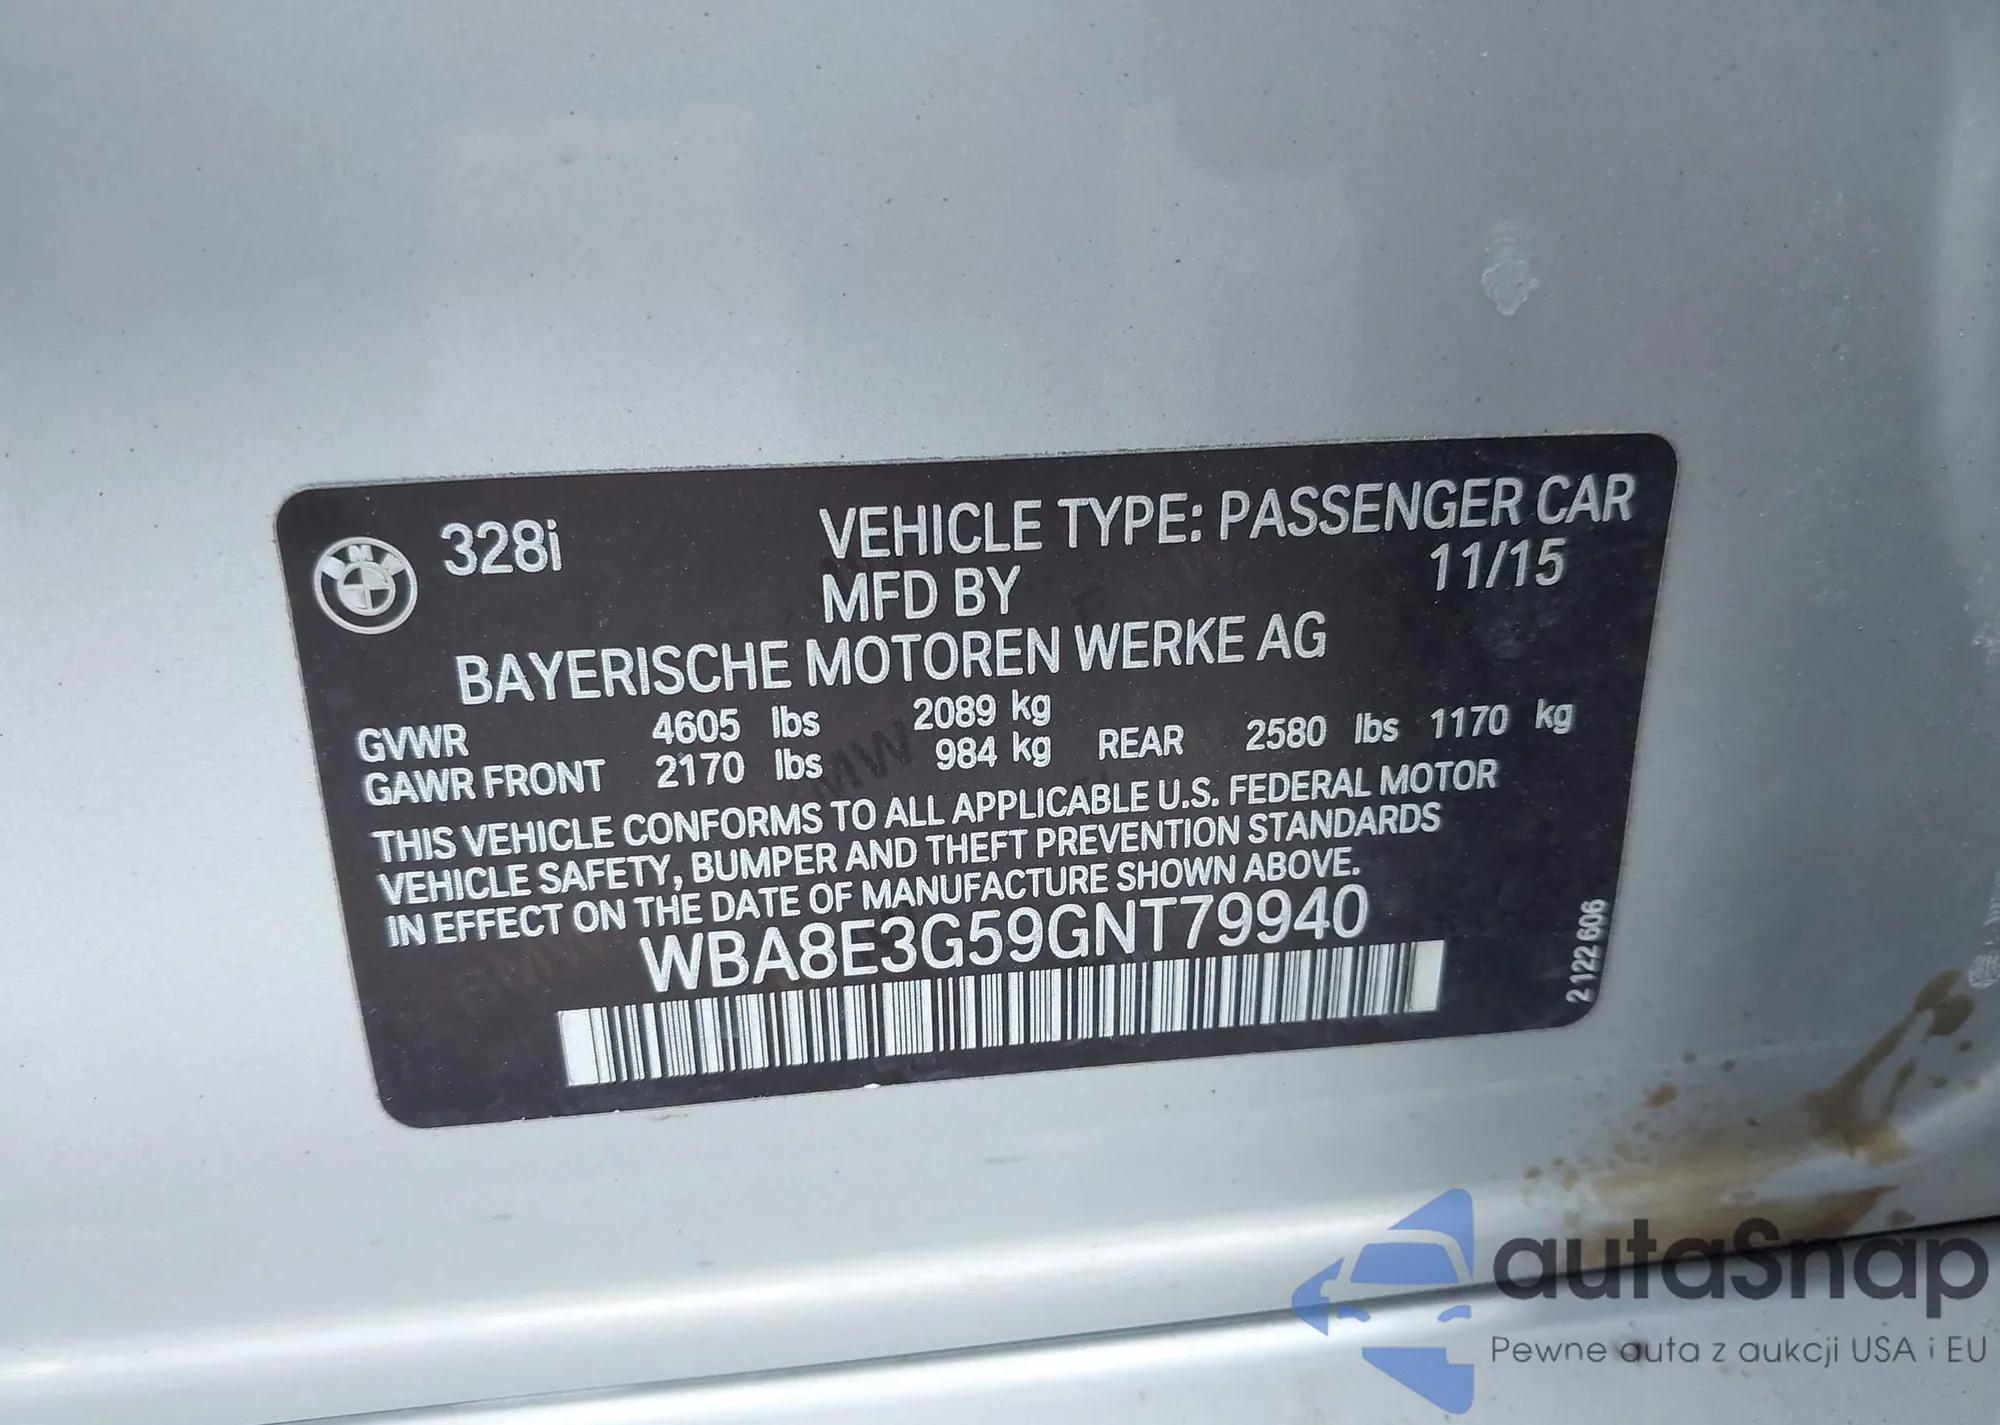 328i
VEHICLE TYPE: PASSENGER CAR
MFD BY 11/15
BAYERISCHE MOTOREN WERKE AG
GVWR 4605 lbs 2089 kg
GAWR FRONT 2170 lbs 984 kg REAR 2580 lbs 1170 kg
THIS VEHICLE CONFORMS TO ALL APPLICABLE U.S. FEDERAL MOTOR
VEHICLE SAFETY, BUMPER AND THEFT PREVENTION STANDARDS
IN EFFECT ON THE DATE OF MANUFACTURE SHOWN ABOVE.
WBA8E3G59GNT79940
2 122 606
autaSnap
Pewne auta z aukcji USA i EU